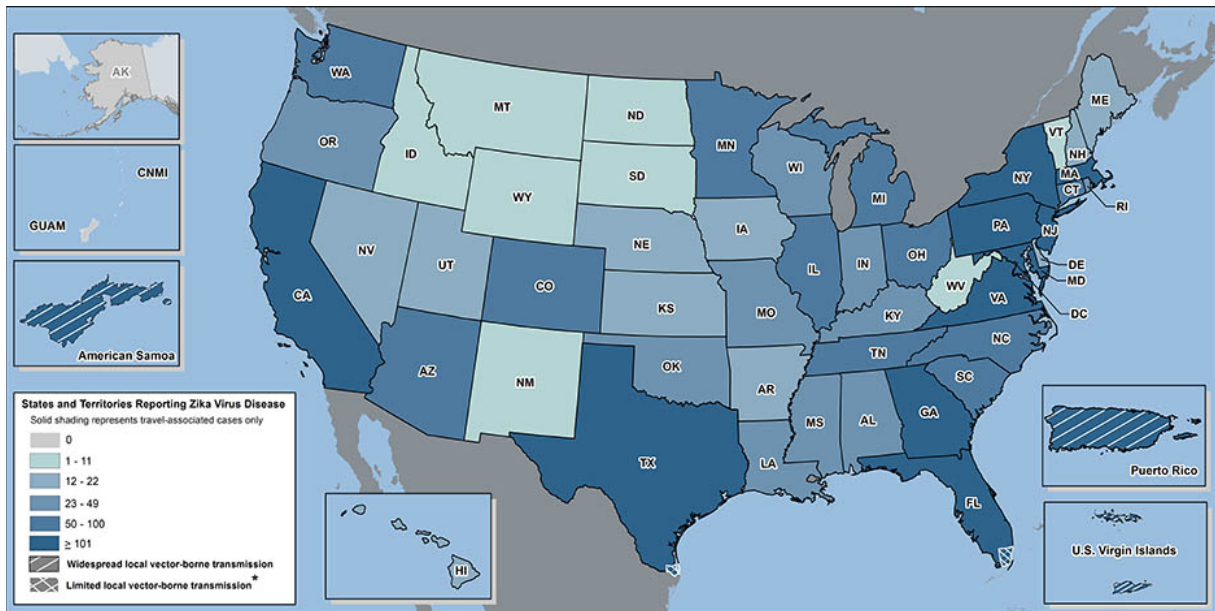 AK
CNMI
GUAM
American Samoa
WA
MT
ND
MN
ME
VT
NH
OR
ID
WY
SD
WI
MI
NY
MA
CT
RI
NV
UT
CO
NE
IA
IL
IN
OH
PA
NJ
DE
MD
DC
CA
AZ
NM
KS
MO
KY
WV
VA
OK
AR
TN
NC
SC
TX
LA
MS
AL
GA
FL
HI
Puerto Rico
U.S. Virgin Islands
States and Territories Reporting Zika Virus Disease
Solid shading represents travel-associated cases only
0
1 - 11
12 - 22
23 - 49
50 - 100
≥ 101
Widespread local vector-borne transmission
Limited local vector-borne transmission*